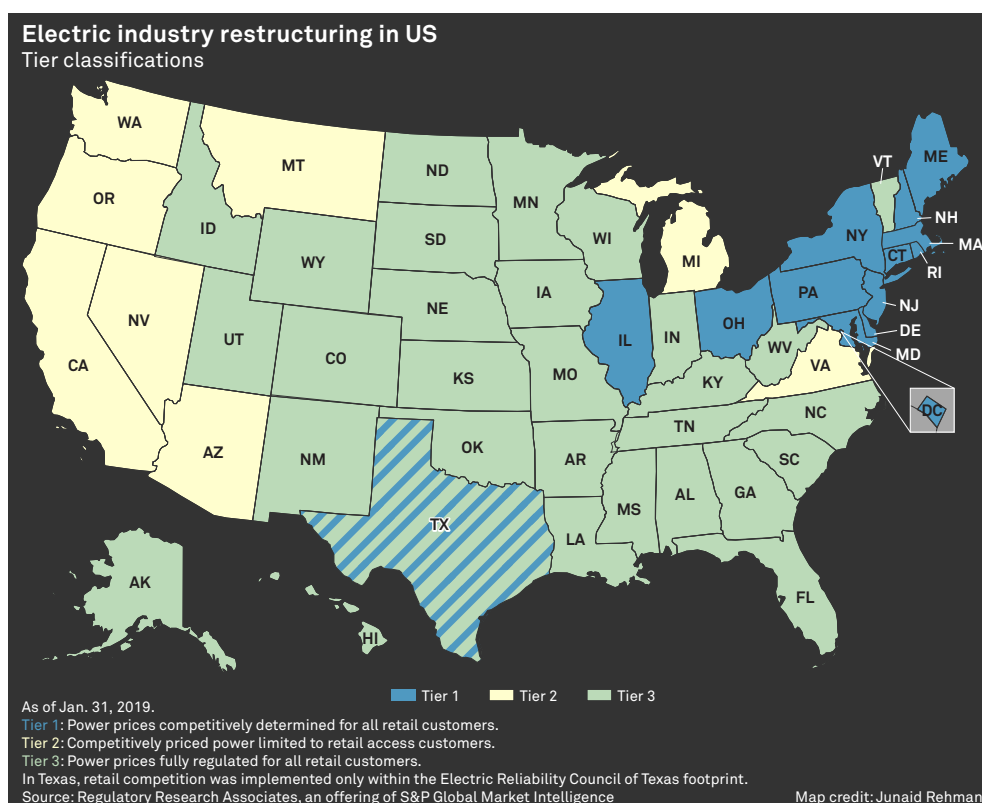 Electric industry restructuring in US
Tier classifications
WA
MT
ND
MN
VT
ME
OR
ID
SD
WI
NY
NH
MA
WY
MI
CT
RI
NE
IA
PA
NJ
NV
UT
CO
IL
IN
OH
DE
MD
CA
KS
MO
WV
VA
KY
DC
AZ
NM
OK
AR
TN
NC
SC
TX
MS
AL
GA
LA
AK
FL
HI
Tier 1
Tier 2
Tier 3
As of Jan. 31, 2019.
Tier 1: Power prices competitively determined for all retail customers.
Tier 2: Competitively priced power limited to retail access customers.
Tier 3: Power prices fully regulated for all retail customers.
In Texas, retail competition was implemented only within the Electric Reliability Council of Texas footprint.
Source: Regulatory Research Associates, an offering of S&P Global Market Intelligence
Map credit: Junaid Rehman